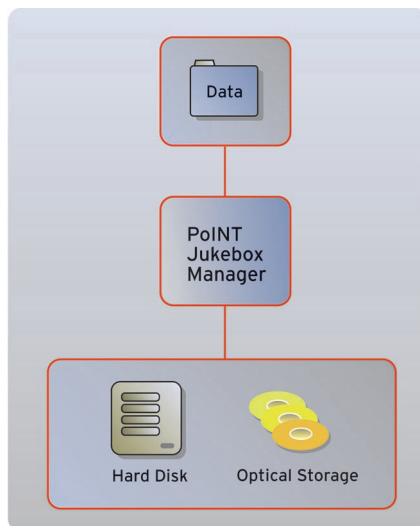 Data
PoINT
Jukebox
Manager
Hard Disk
Optical Storage